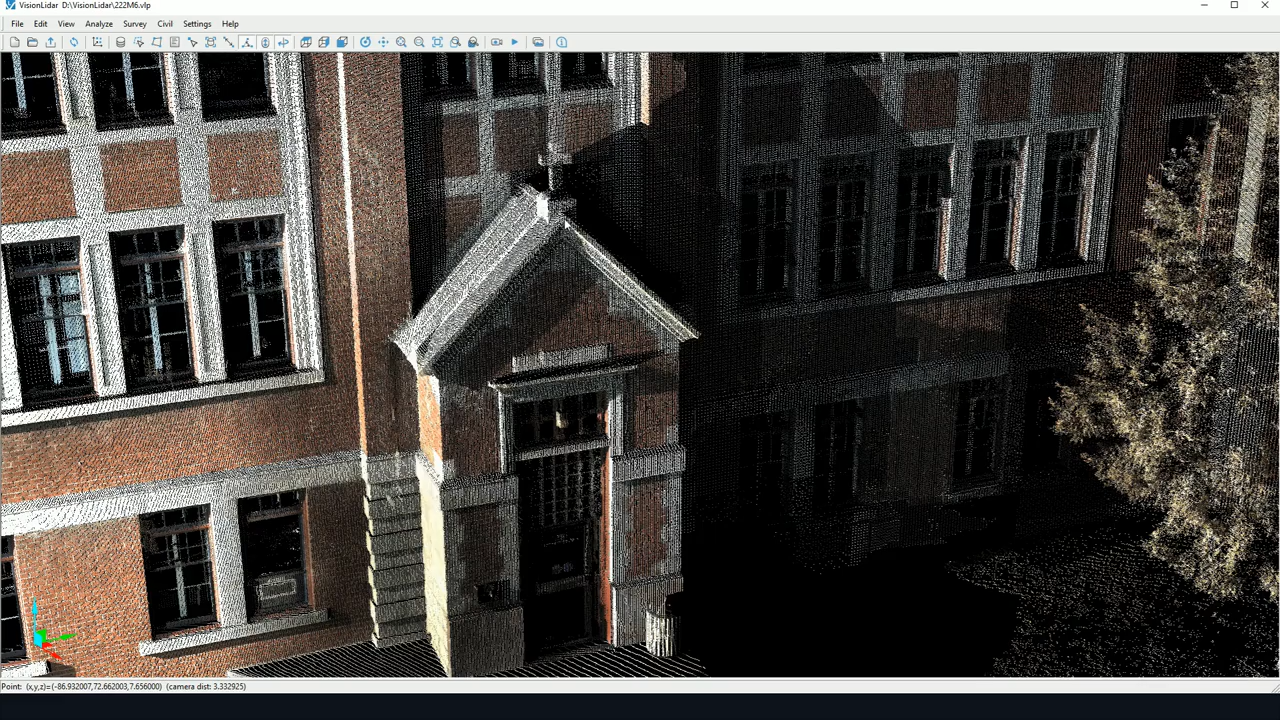 VisionLidar D:\VisionLidar\222M6.vlp
File Edit View Analyze Survey Civil Settings Help
Point: (x,y,z)=(-86.932007,72.662003,7.656000) (camera dist: 3.332925)